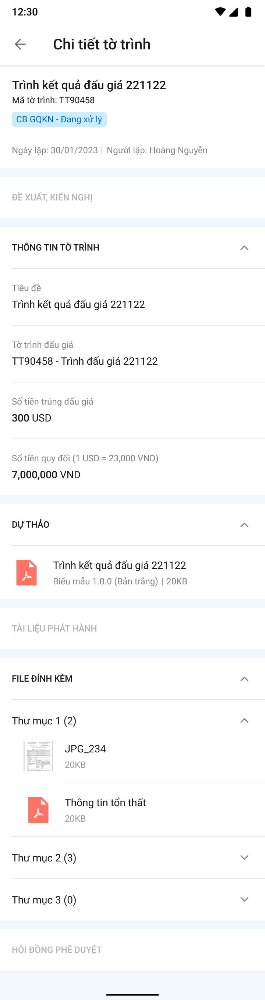 12:30
Chi tiết tờ trình
Trình kết quả đấu giá 221122
Mã tờ trình: TT90458
CB GQKN - Đang xử lý
Ngày lập: 30/01/2023 | Người lập: Hoàng Nguyễn
ĐỀ XUẤT, KIẾN NGHỊ
THÔNG TIN TỜ TRÌNH
Tiêu đề
Trình kết quả đấu giá 221122
Tờ trình đấu giá
TT90458 - Trình đấu giá 221122
Số tiền trúng đấu giá
300 USD
Số tiền quy đổi (1 USD = 23,000 VND)
7,000,000 VND
DỰ THẢO
Trình kết quả đấu giá 221122
Biểu mẫu 1.0.0 (Bản trắng) | 20KB
TÀI LIỆU PHÁT HÀNH
FILE ĐÍNH KÈM
Thư mục 1 (2)
JPG_234
20KB
Thông tin tổn thất
20KB
Thư mục 2 (3)
Thư mục 3 (0)
HỘI ĐỒNG PHÊ DUYỆT